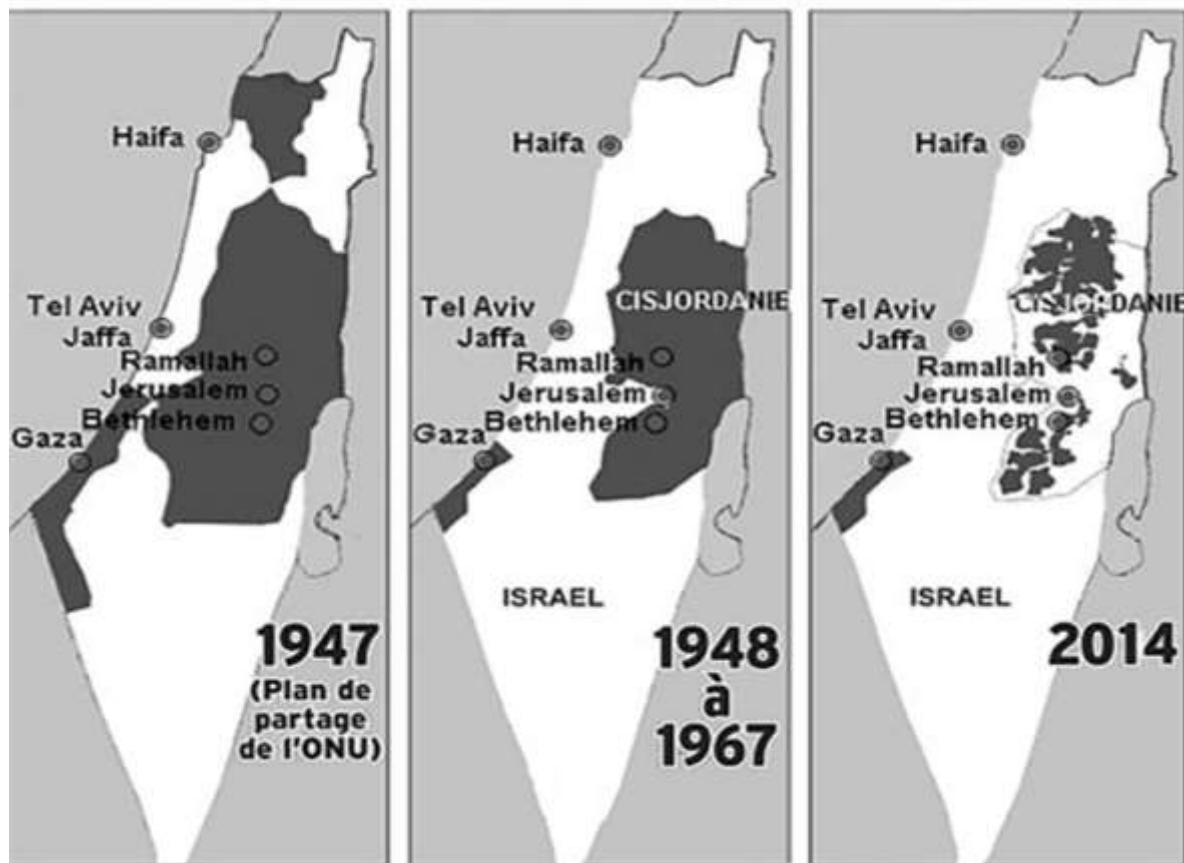 Haifa
Tel Aviv
Jaffa
Ramallah
Jerusalem
Bethlehem
Gaza
1947
(Plan de
partage
de l'ONU)
Haifa
CISJORDANIE
Tel Aviv
Jaffa
Ramallah
Jerusalem
Bethlehem
Gaza
ISRAEL
1948
à
1967
Haifa
CISJORDANIE
Tel Aviv
Jaffa
Ramallah
Jerusalem
Bethlehem
Gaza
ISRAEL
2014